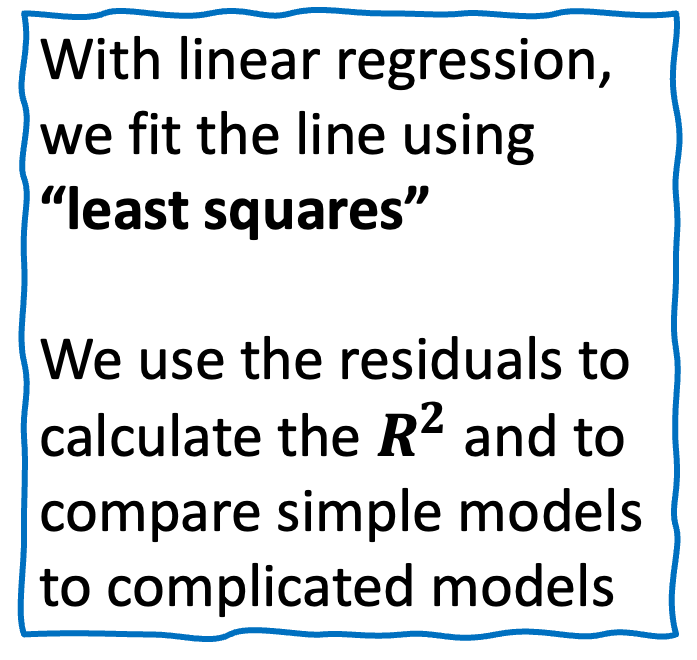 With linear regression,
we fit the line using
“least squares”
We use the residuals to
calculate the R² and to
compare simple models
to complicated models